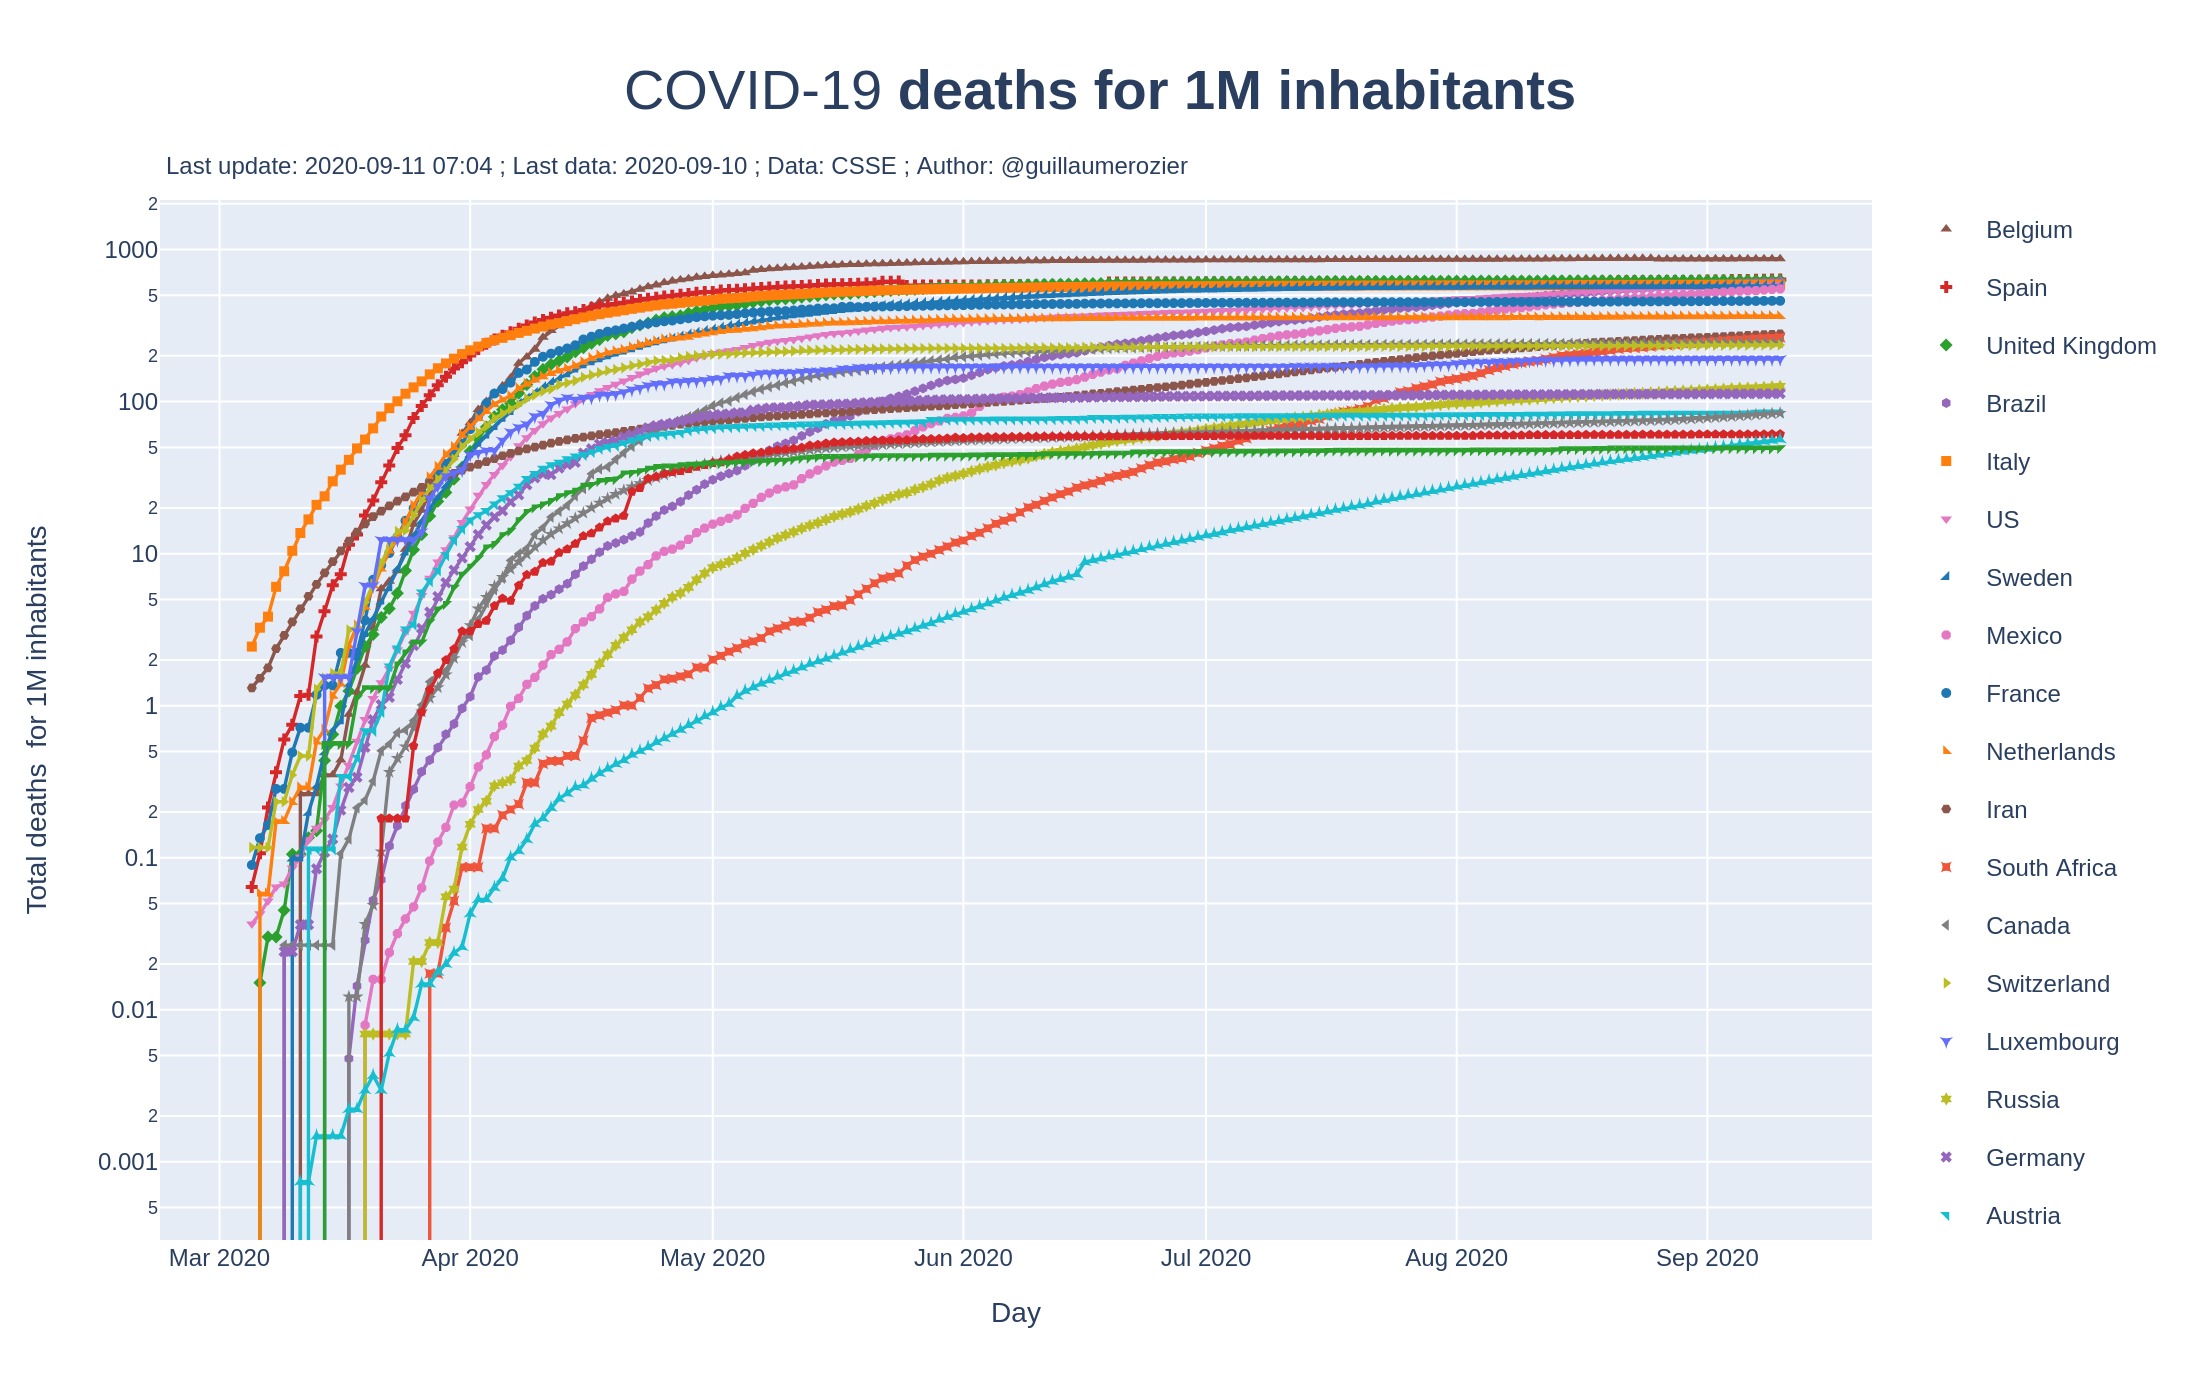 COVID-19 deaths for 1M inhabitants
Last update: 2020-09-11 07:04 ; Last data: 2020-09-10 ; Data: CSSE ; Author: @guillaumerozier
Total deaths for 1M inhabitants
2
1000
5
2
100
5
2
10
5
2
1
5
2
0.1
5
2
0.01
5
2
0.001
5
Mar 2020
Apr 2020
May 2020
Jun 2020
Jul 2020
Aug 2020
Sep 2020
Day
Belgium
Spain
United Kingdom
Brazil
Italy
US
Sweden
Mexico
France
Netherlands
Iran
South Africa
Canada
Switzerland
Luxembourg
Russia
Germany
Austria